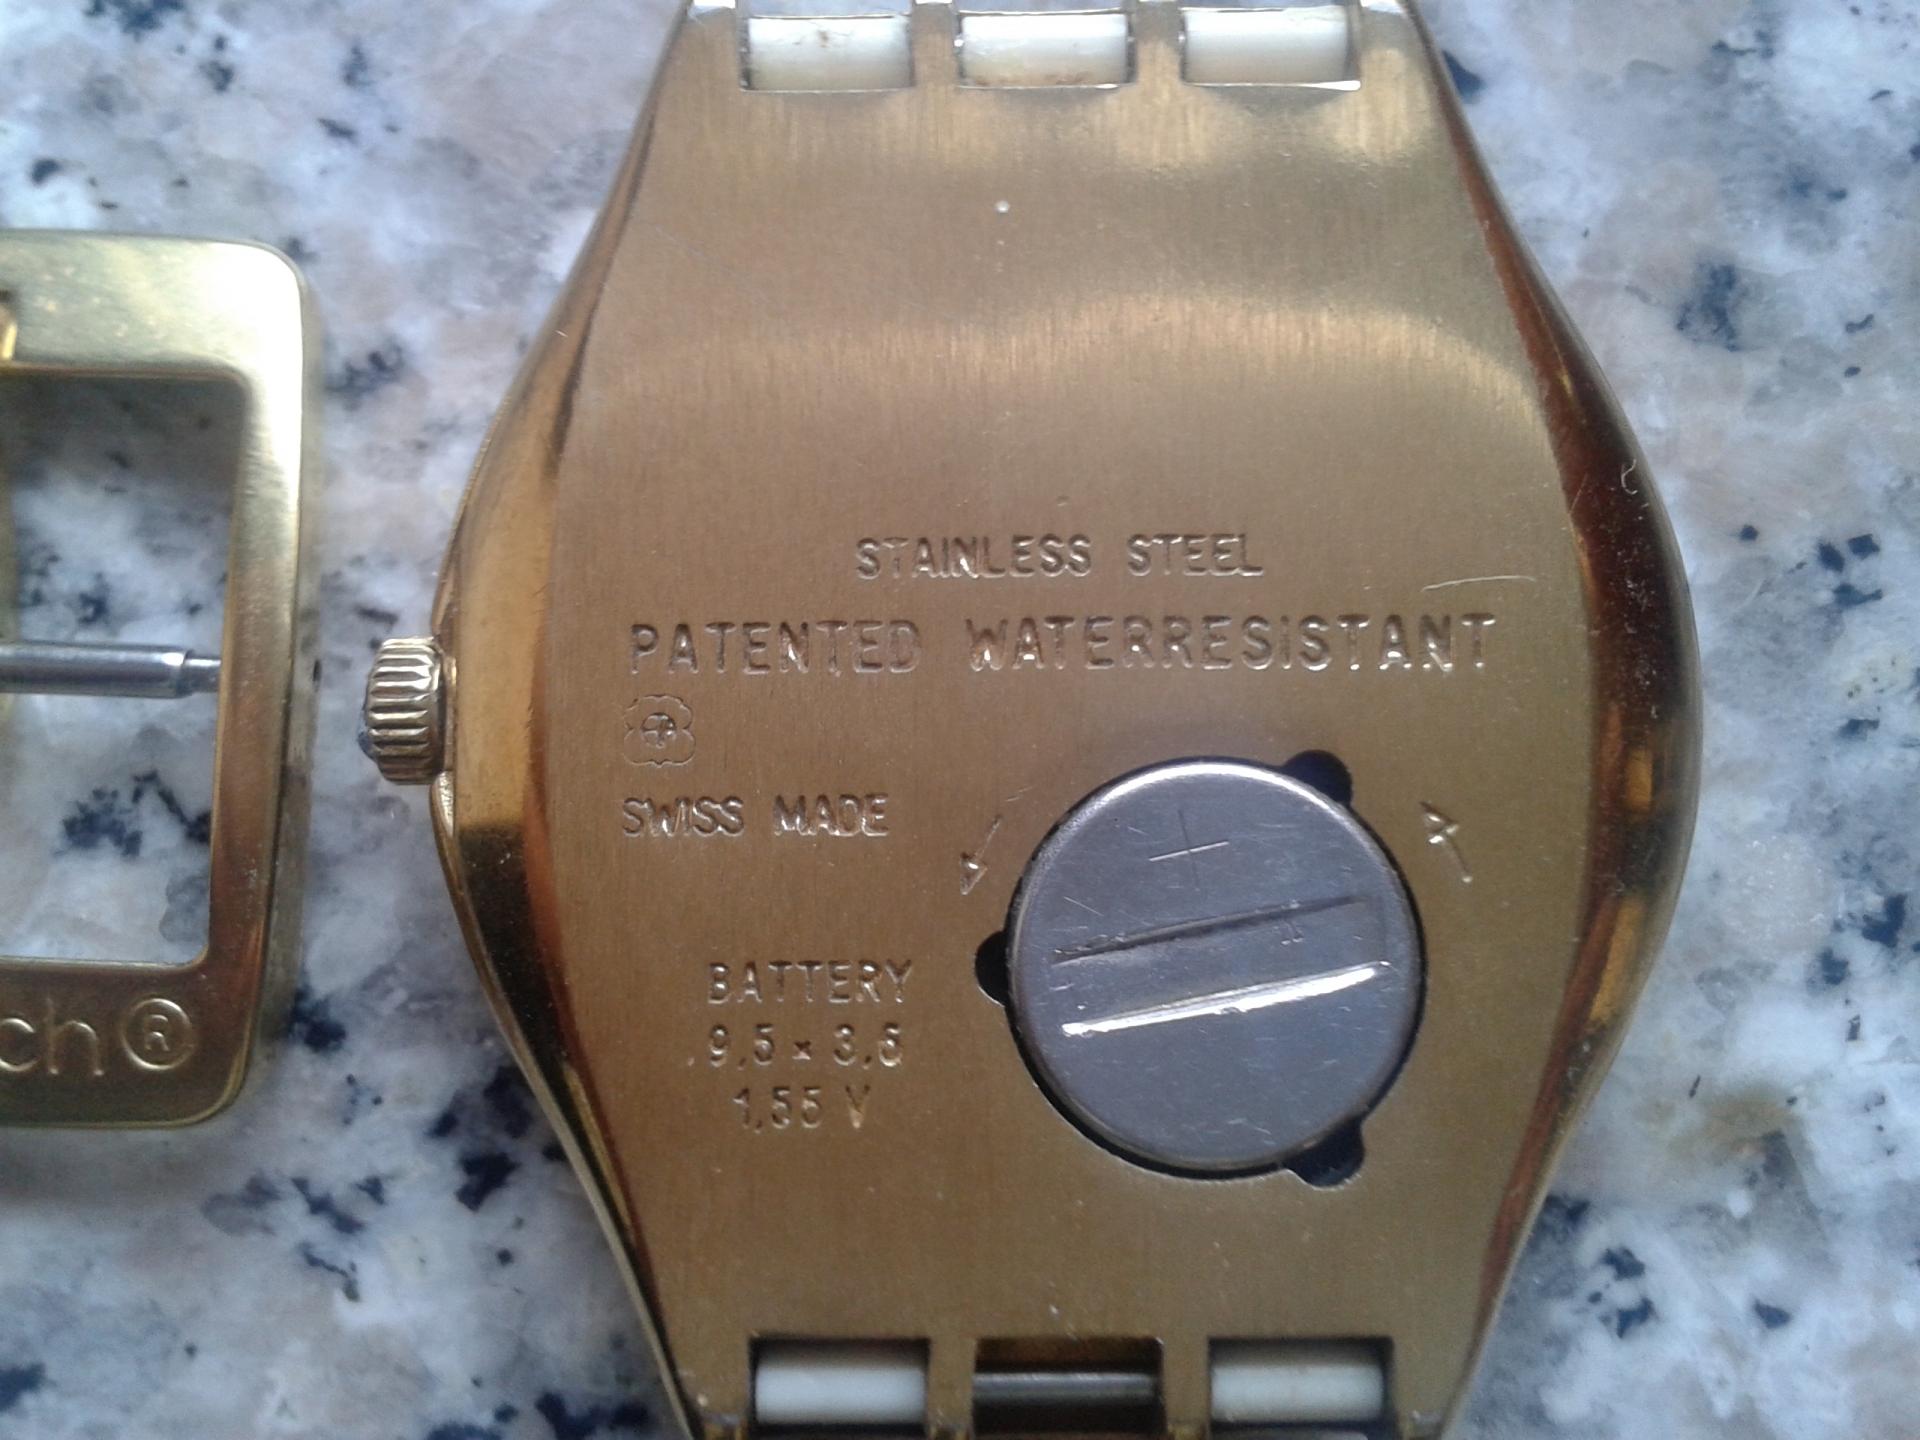 STAINLESS STEEL
PATENTED WATERRESISTANT
SWISS MADE
BATTERY
9,5 x 3,6
1,55 V
+
ch®